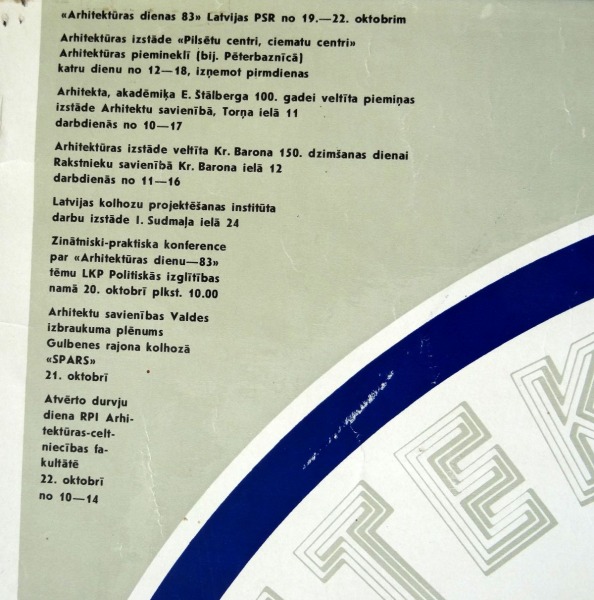 «Arhitektūras dienas 83» Latvijas PSR no 19.—22. oktobrim
Arhitektūras izstāde «Pilsētu centri, ciematu centri»
Arhitektūras pieminekļī (bij. Pēterbaznīcā)
katru dienu no 12—18, izņemot pirmdienas
Arhitekta, akadēmiķa E. Štālberga 100. gadei veltīta piemiņas
izstāde Arhitektu savienībā, Torņa ielā 11
darbdienās no 10—17
Arhitektūras izstāde veltīta Kr. Barona 150. dzimšanas dienai
Rakstnieku savienībā Kr. Barona ielā 12
darbdienās no 11—16
Latvijas kolhozu projektēšanas institūta
darbu izstāde I. Sudmaļa ielā 24
Zinātniski-praktiska konference
par «Arhitektūras dienu—83»
tēmu LKP Politiskās izglītības
namā 20. oktobrī plkst. 10.00
Arhitektu savienības Valdes
izbraukuma plēnums
Gulbenes rajona kolhozā
«SPARS»
21. oktobrī
Atvērto durvju
diena RPI Arhi-
tektūras-celt-
niecības fa-
kultātē
22. oktobrī
no 10—14
ITEK